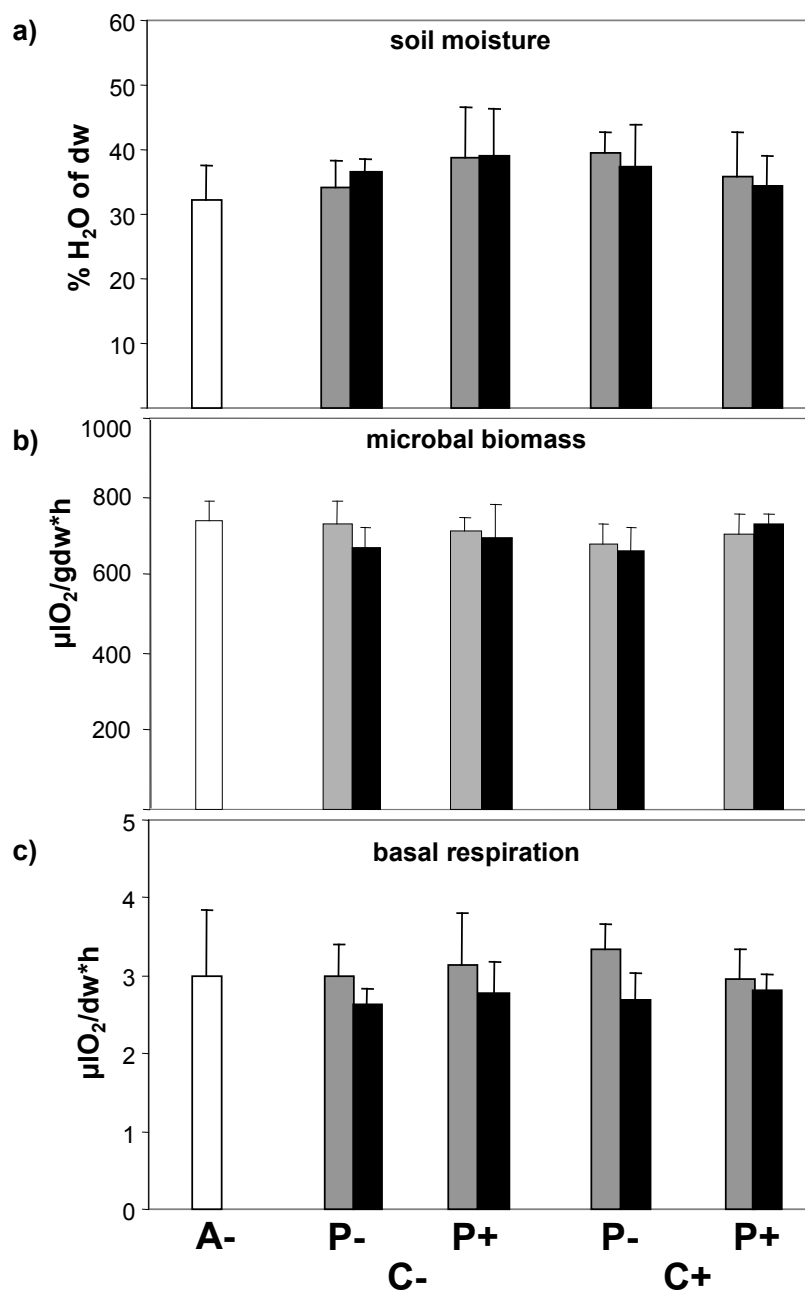 a)
soil moisture
% H₂O of dw
60
50
40
30
20
10
b)
microbal biomass
µlO₂/gdw*h
1000
800
600
400
200
c)
basal respiration
µlO₂/dw*h
5
4
3
2
1
0
A- P- P+ P- P+
C- C+